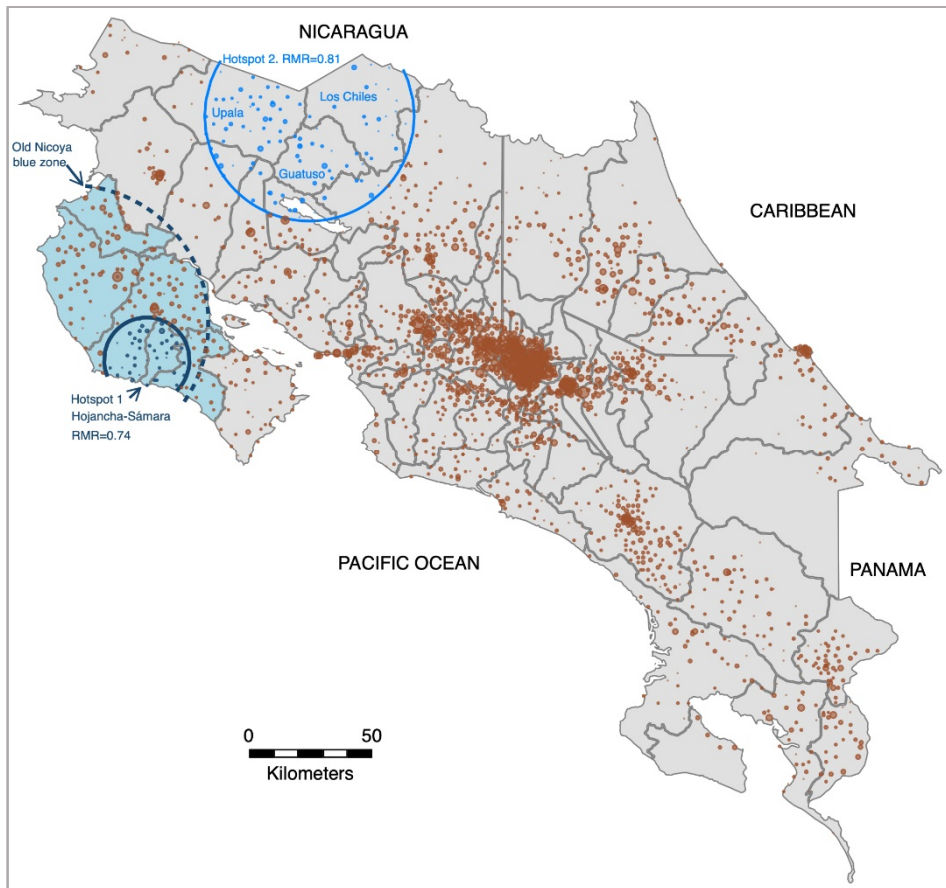 NICARAGUA
Hotspot 2. RMR=0.81
Los Chiles
Upala
Old Nicoya
blue zone
Guatuso
CARIBBEAN
Hotspot 1
Hojancha-Sámara
RMR=0.74
PACIFIC OCEAN
PANAMA
0 50
Kilometers